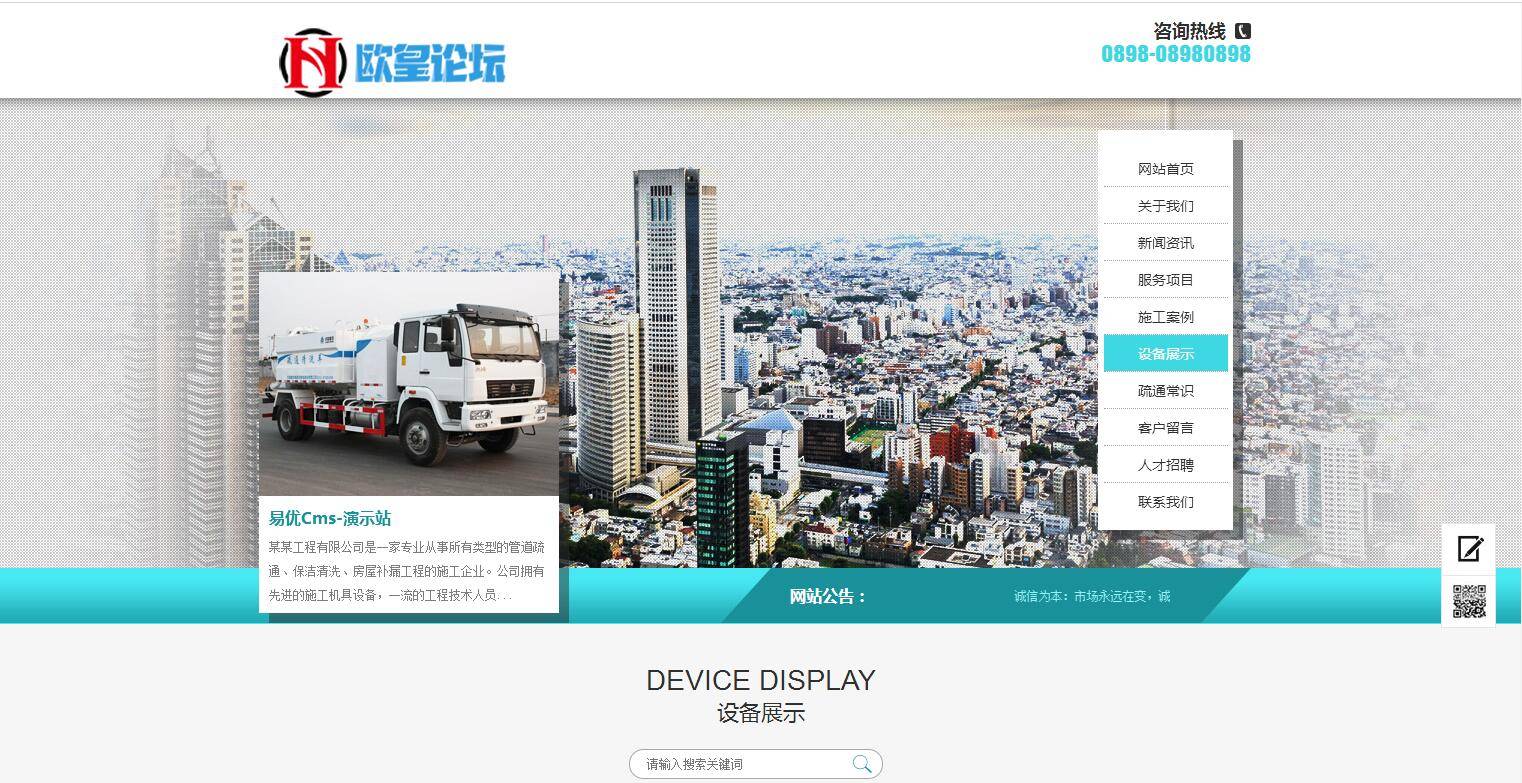 欧皇论坛
咨询热线
0898-08980898
网站首页
关于我们
新闻资讯
服务项目
施工案例
设备展示
疏通常识
客户留言
人才招聘
联系我们
易优Cms-演示站
某某工程有限公司是一家专业从事所有类型的管道疏
通、保洁清洗、房屋补漏工程的施工企业。公司拥有
先进的施工机具设备，一流的工程技术人员...
网站公告：
诚信为本：市场永远在变，诚
DEVICE DISPLAY
设备展示
请输入搜索关键词